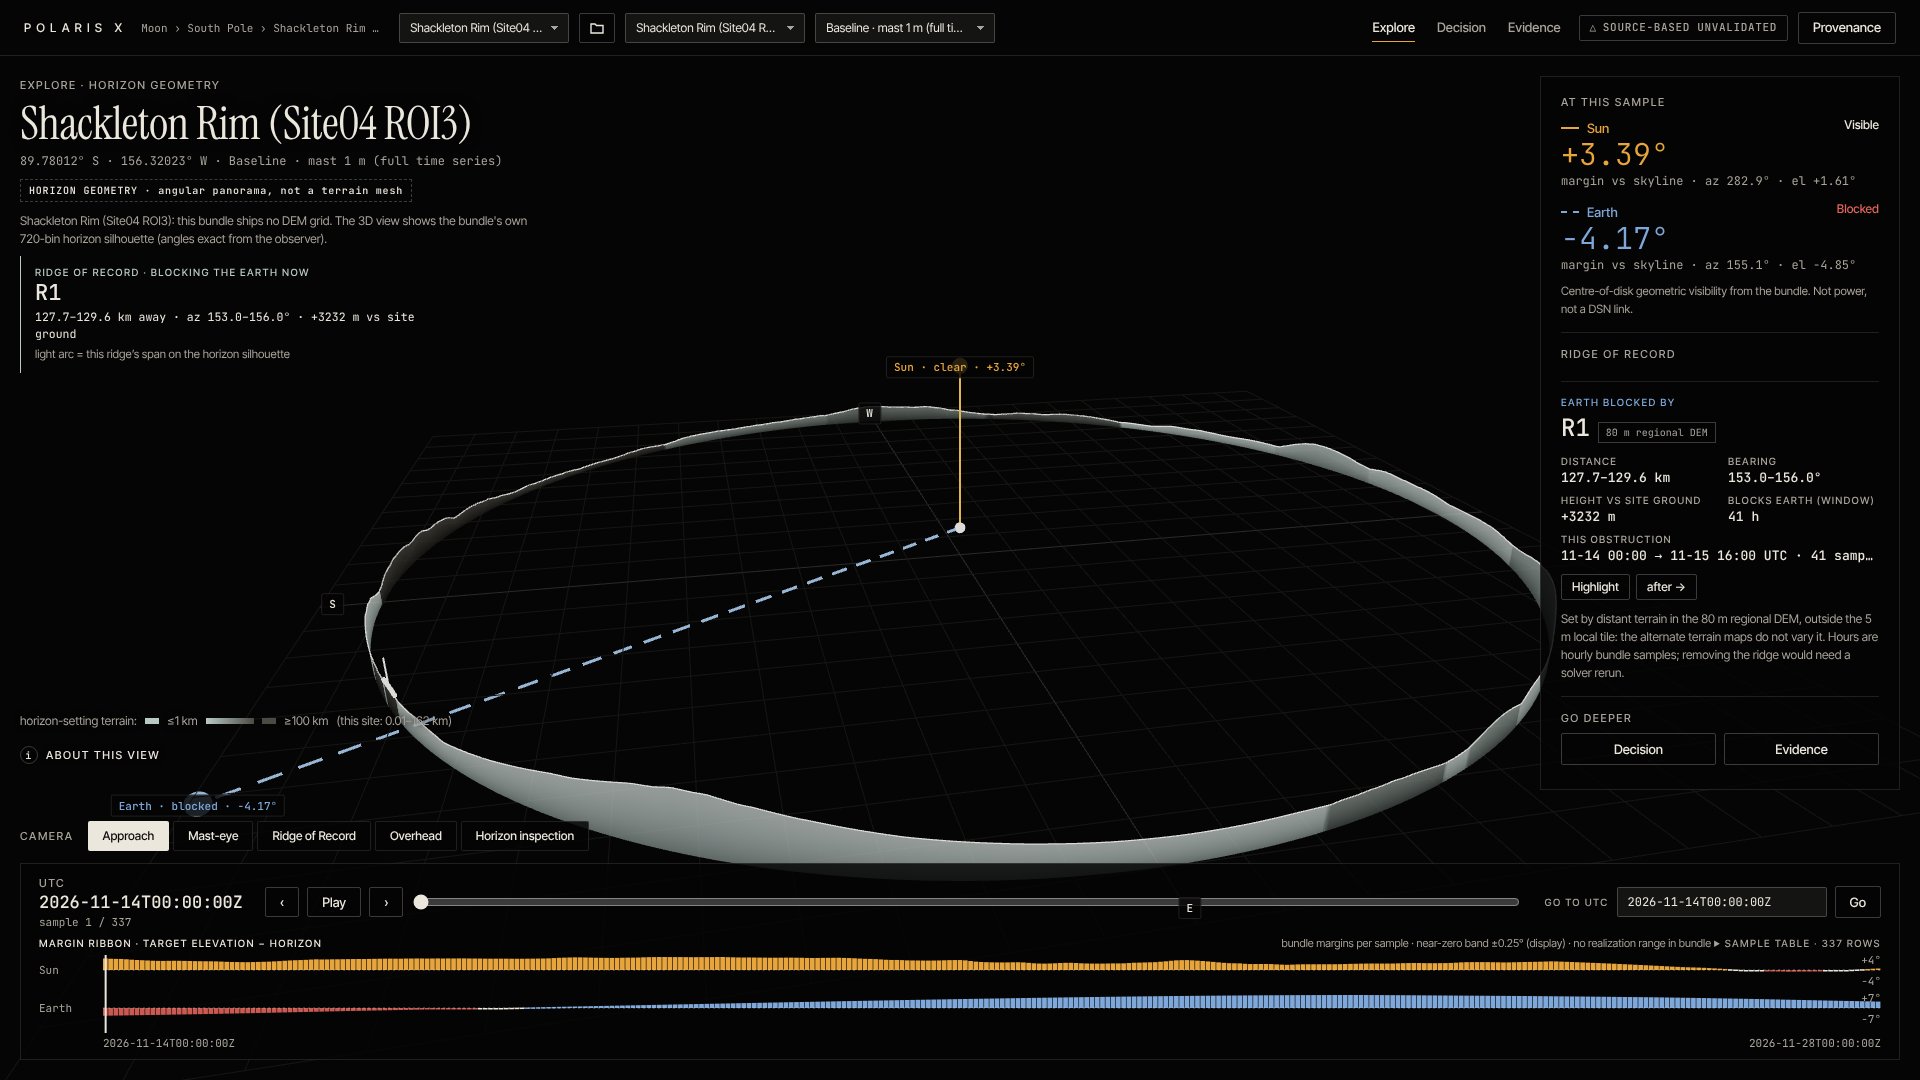 POLARIS X
Moon › South Pole › Shackleton Rim …
Shackleton Rim (Site04 ...
Shackleton Rim (Site04 R...
Baseline · mast 1 m (full ti...
Explore
Decision
Evidence
△ SOURCE-BASED UNVALIDATED
Provenance
EXPLORE · HORIZON GEOMETRY
Shackleton Rim (Site04 ROI3)
89.78012° S · 156.32023° W · Baseline · mast 1 m (full time series)
HORIZON GEOMETRY · angular panorama, not a terrain mesh
Shackleton Rim (Site04 ROI3): this bundle ships no DEM grid. The 3D view shows the bundle's own
720-bin horizon silhouette (angles exact from the observer).
RIDGE OF RECORD · BLOCKING THE EARTH NOW
R1
127.7–129.6 km away · az 153.0–156.0° · +3232 m vs site
ground
light arc = this ridge's span on the horizon silhouette
Sun · clear · +3.39°
W
S
horizon-setting terrain: ≤1 km ≥100 km (this site: 0.01–162 km)
i ABOUT THIS VIEW
Earth · blocked · -4.17°
CAMERA
Approach
Mast-eye
Ridge of Record
Overhead
Horizon inspection
AT THIS SAMPLE
Sun Visible
+3.39°
margin vs skyline · az 282.9° · el +1.61°
Earth Blocked
-4.17°
margin vs skyline · az 155.1° · el -4.85°
Centre-of-disk geometric visibility from the bundle. Not power,
not a DSN link.
RIDGE OF RECORD
EARTH BLOCKED BY
R1 80 m regional DEM
DISTANCE BEARING
127.7–129.6 km 153.0–156.0°
HEIGHT VS SITE GROUND BLOCKS EARTH (WINDOW)
+3232 m 41 h
THIS OBSTRUCTION
11-14 00:00 → 11-15 16:00 UTC · 41 samp…
Highlight
after →
Set by distant terrain in the 80 m regional DEM, outside the 5
m local tile: the alternate terrain maps do not vary it. Hours are
hourly bundle samples; removing the ridge would need a
solver rerun.
GO DEEPER
Decision
Evidence
UTC
2026-11-14T00:00:00Z
sample 1 / 337
‹
Play
›
E
GO TO UTC
2026-11-14T00:00:00Z
Go
MARGIN RIBBON · TARGET ELEVATION − HORIZON
bundle margins per sample · near-zero band ±0.25° (display) · no realization range in bundle ▸ SAMPLE TABLE · 337 ROWS
Sun
+4°
-4°
Earth
+7°
-7°
2026-11-14T00:00:00Z
2026-11-28T00:00:00Z